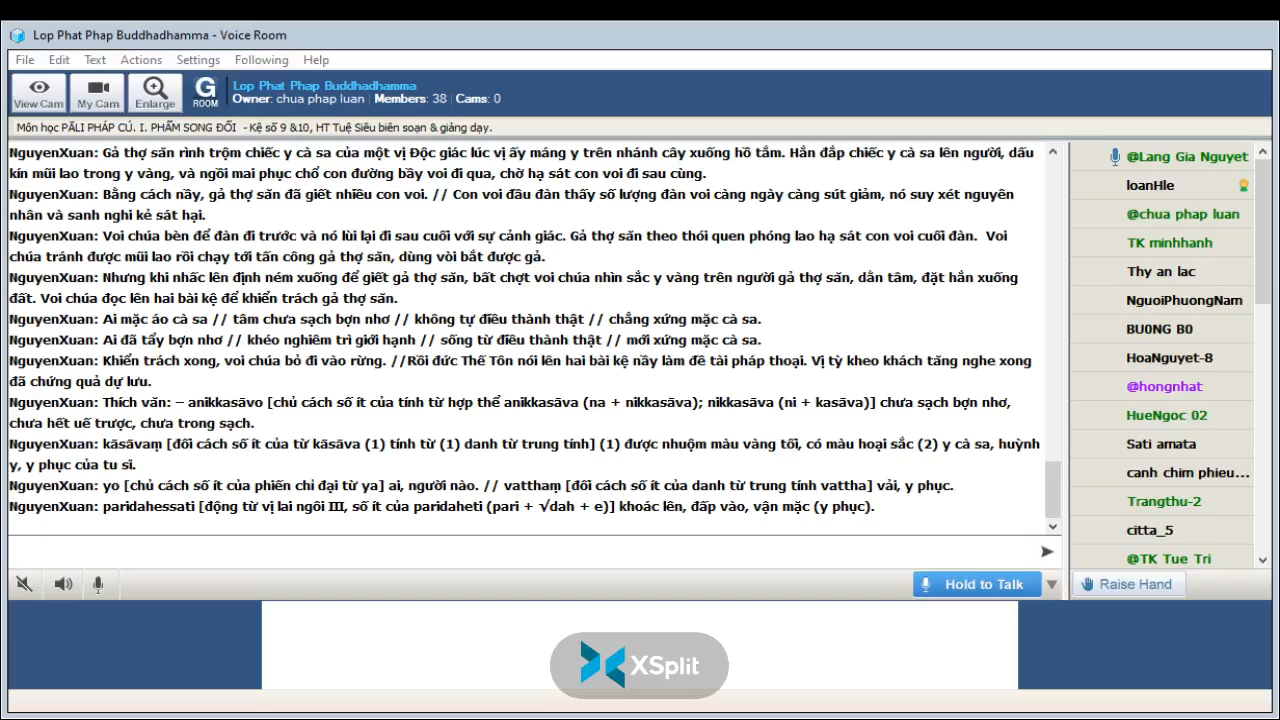 Lop Phat Phap Buddhadhamma - Voice Room
File Edit Text Actions Settings Following Help
View Cam My Cam Enlarge G ROOM
Lop Phat Phap Buddhadhamma
Owner: chua phap luan | Members: 38 | Cams: 0
Môn học PĀLI PHÁP CÚ. I. PHẨM SONG ĐỐI - Kệ số 9 &10, HT Tuệ Siêu biên soạn & giảng dạy.
NguyenXuan: Gả thợ săn rình trộm chiếc y cà sa của một vị Độc giác lúc vị ấy máng y trên nhánh cây xuống hồ tắm. Hắn đắp chiếc y cà sa lên người, dấu
kín mũi lao trong y vàng, và ngồi mai phục chổ con đường bầy voi đi qua, chờ hạ sát con voi đi sau cùng.
NguyenXuan: Bằng cách nầy, gả thợ săn đã giết nhiều con voi. // Con voi đầu đàn thấy số lượng đàn voi càng ngày càng sút giảm, nó suy xét nguyên
nhân và sanh nghi kẻ sát hại.
NguyenXuan: Voi chúa bèn để đàn đi trước và nó lùi lại đi sau cuối với sự cảnh giác. Gả thợ săn theo thói quen phóng lao hạ sát con voi cuối đàn. Voi
chúa tránh được mũi lao rồi chạy tới tấn công gả thợ săn, dùng vòi bắt được gả.
NguyenXuan: Nhưng khi nhấc lên định ném xuống để giết gả thợ săn, bất chợt voi chúa nhìn sắc y vàng trên người gả thợ săn, dằn tâm, đặt hắn xuống
đất. Voi chúa đọc lên hai bài kệ để khiển trách gả thợ săn.
NguyenXuan: Ai mặc áo cà sa // tâm chưa sạch bợn nhơ // không tự điều thành thật // chẳng xứng mặc cà sa.
NguyenXuan: Ai đã tẩy bợn nhơ // khéo nghiêm trì giới hạnh // sống từ điều thành thật // mới xứng mặc cà sa.
NguyenXuan: Khiển trách xong, voi chúa bỏ đi vào rừng. //Rồi đức Thế Tôn nói lên hai bài kệ nầy làm đề tài pháp thoại. Vị tỳ kheo khách tăng nghe xong
đã chứng quả dự lưu.
NguyenXuan: Thích văn: – anikkasāvo [chủ cách số ít của tính từ hợp thể anikkasāva (na + nikkasāva); nikkasāva (ni + kasāva)] chưa sạch bợn nhơ,
chưa hết uế trược, chưa trong sạch.
NguyenXuan: kāsāvaṃ [đối cách số ít của từ kāsāva (1) tính từ (1) danh từ trung tính] (1) được nhuộm màu vàng tối, có màu hoại sắc (2) y cà sa, huỳnh
y, y phục của tu sĩ.
NguyenXuan: yo [chủ cách số ít của phiến chỉ đại từ ya] ai, người nào. // vatthaṃ [đối cách số ít của danh từ trung tính vattha] vải, y phục.
NguyenXuan: paridahessati [động từ vị lai ngôi III, số ít của paridaheti (pari + √dah + e)] khoác lên, đấp vào, vận mặc (y phục).
@Lang Gia Nguyet
loanHle
@chua phap luan
TK minhhanh
Thy an lac
NguoiPhuongNam
BU0NG B0
HoaNguyet-8
@hongnhat
HueNgoc 02
Sati amata
canh chim phieu...
Trangthu-2
citta_5
@TK Tue Tri
Hold to Talk
Raise Hand
XSplit